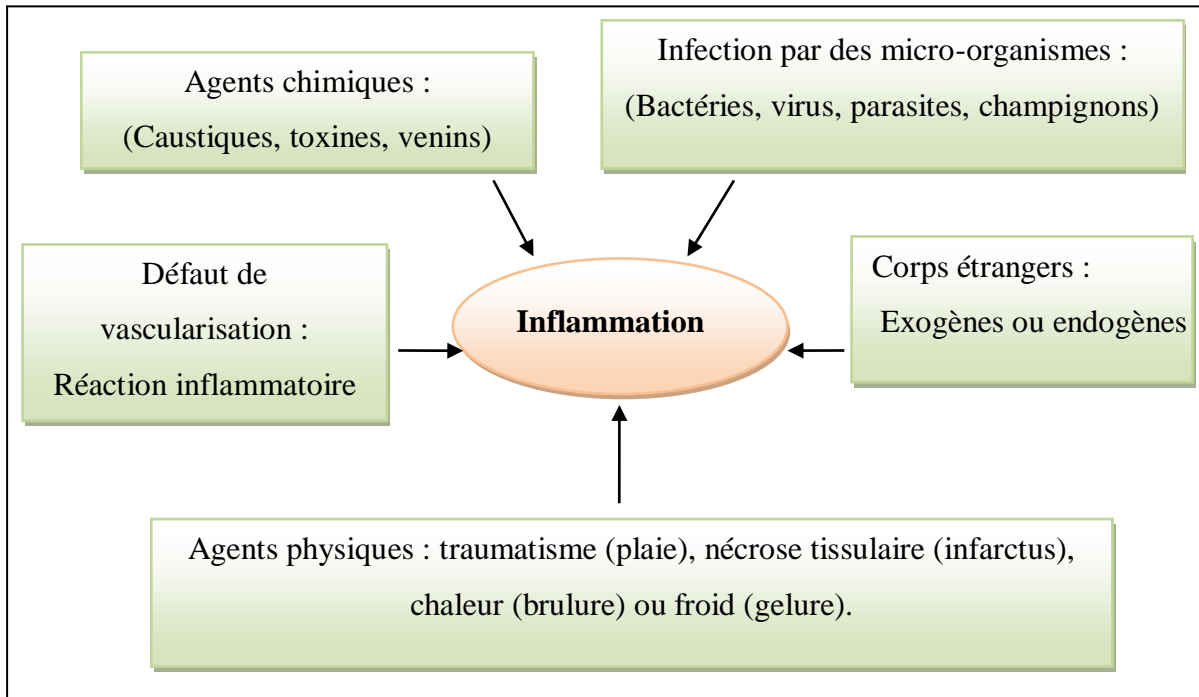 Agents chimiques :
(Caustiques, toxines, venins)
Infection par des micro-organismes :
(Bactéries, virus, parasites, champignons)
Défaut de
vascularisation :
Réaction inflammatoire
Inflammation
Corps étrangers :
Exogènes ou endogènes
Agents physiques : traumatisme (plaie), nécrose tissulaire (infarctus),
chaleur (brulure) ou froid (gelure).